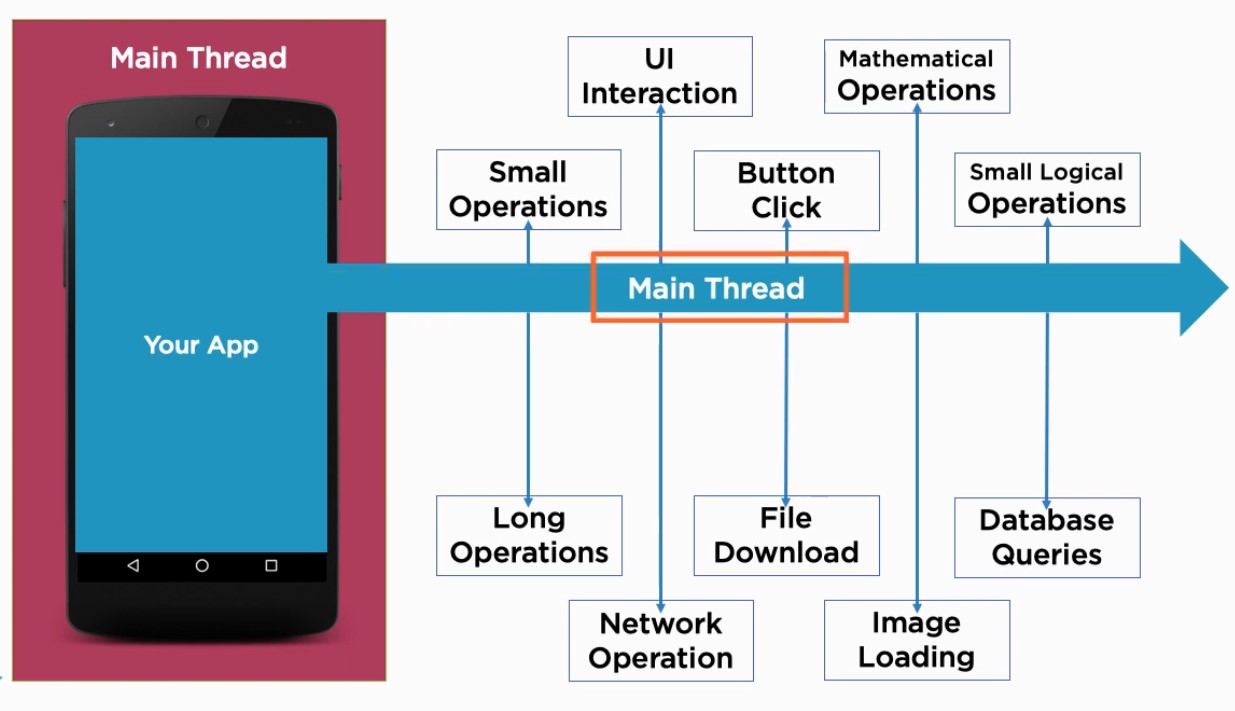 Main Thread
Your App
UI
Interaction
Mathematical
Operations
Small
Operations
Button
Click
Small Logical
Operations
Main Thread
Long
Operations
File
Download
Database
Queries
Network
Operation
Image
Loading